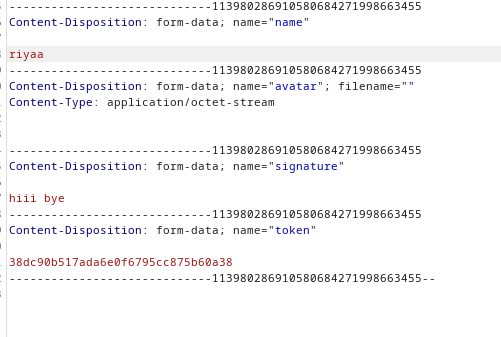 -----------------------------113980286910580684271998663455
Content-Disposition: form-data; name="name"
riyaa
-----------------------------113980286910580684271998663455
Content-Disposition: form-data; name="avatar"; filename=""
Content-Type: application/octet-stream
-----------------------------113980286910580684271998663455
Content-Disposition: form-data; name="signature"
hiii bye
-----------------------------113980286910580684271998663455
Content-Disposition: form-data; name="token"
38dc90b517ada6e0f6795cc875b60a38
-----------------------------113980286910580684271998663455--